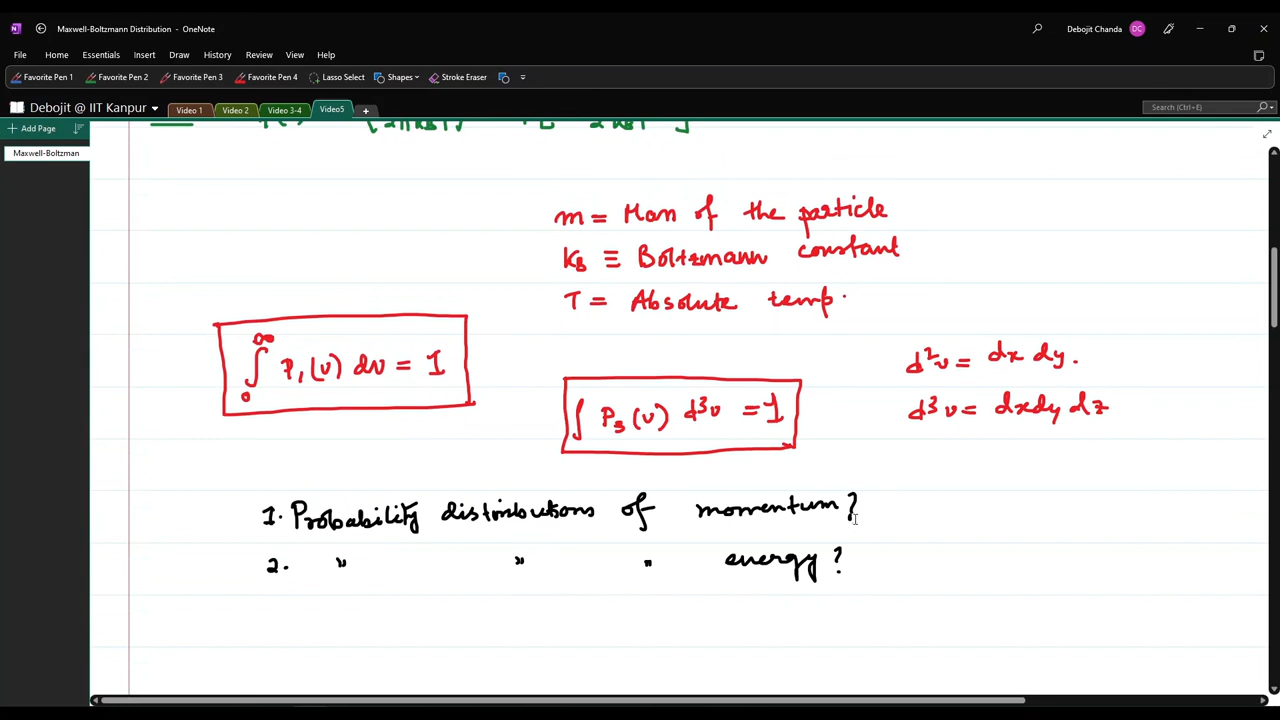 Maxwell-Boltzmann Distribution - OneNote
Debojit Chanda DC
File Home Essentials Insert Draw History Review View Help
Favorite Pen 1 Favorite Pen 2 Favorite Pen 3 Favorite Pen 4 Lasso Select Shapes Stroke Eraser
Debojit @ IIT Kanpur Video 1 Video 2 Video 3-4 Video5 Search (Ctrl+E)
Add Page
Maxwell-Boltzman
m = Mass of the particle
K_B ≡ Boltzmann constant
T = Absolute temp.
∫₀^∞ P₁(v) dv = 1
d²v = dx dy.
∫ P₃(v) d³v = 1
d³v = dxdy dz
1. Probability distributions of momentum?
2. " " " energy?